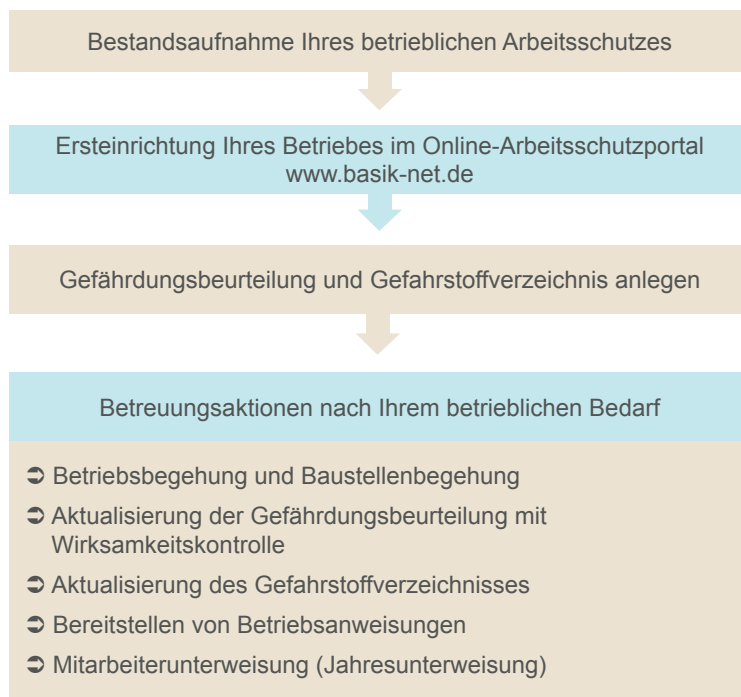 Bestandsaufnahme Ihres betrieblichen Arbeitsschutzes
Ersteinrichtung Ihres Betriebes im Online-Arbeitsschutzportal
www.basik-net.de
Gefährdungsbeurteilung und Gefahrstoffverzeichnis anlegen
Betreuungsaktionen nach Ihrem betrieblichen Bedarf
➲ Betriebsbegehung und Baustellenbegehung
➲ Aktualisierung der Gefährdungsbeurteilung mit
Wirksamkeitskontrolle
➲ Aktualisierung des Gefahrstoffverzeichnisses
➲ Bereitstellen von Betriebsanweisungen
➲ Mitarbeiterunterweisung (Jahresunterweisung)